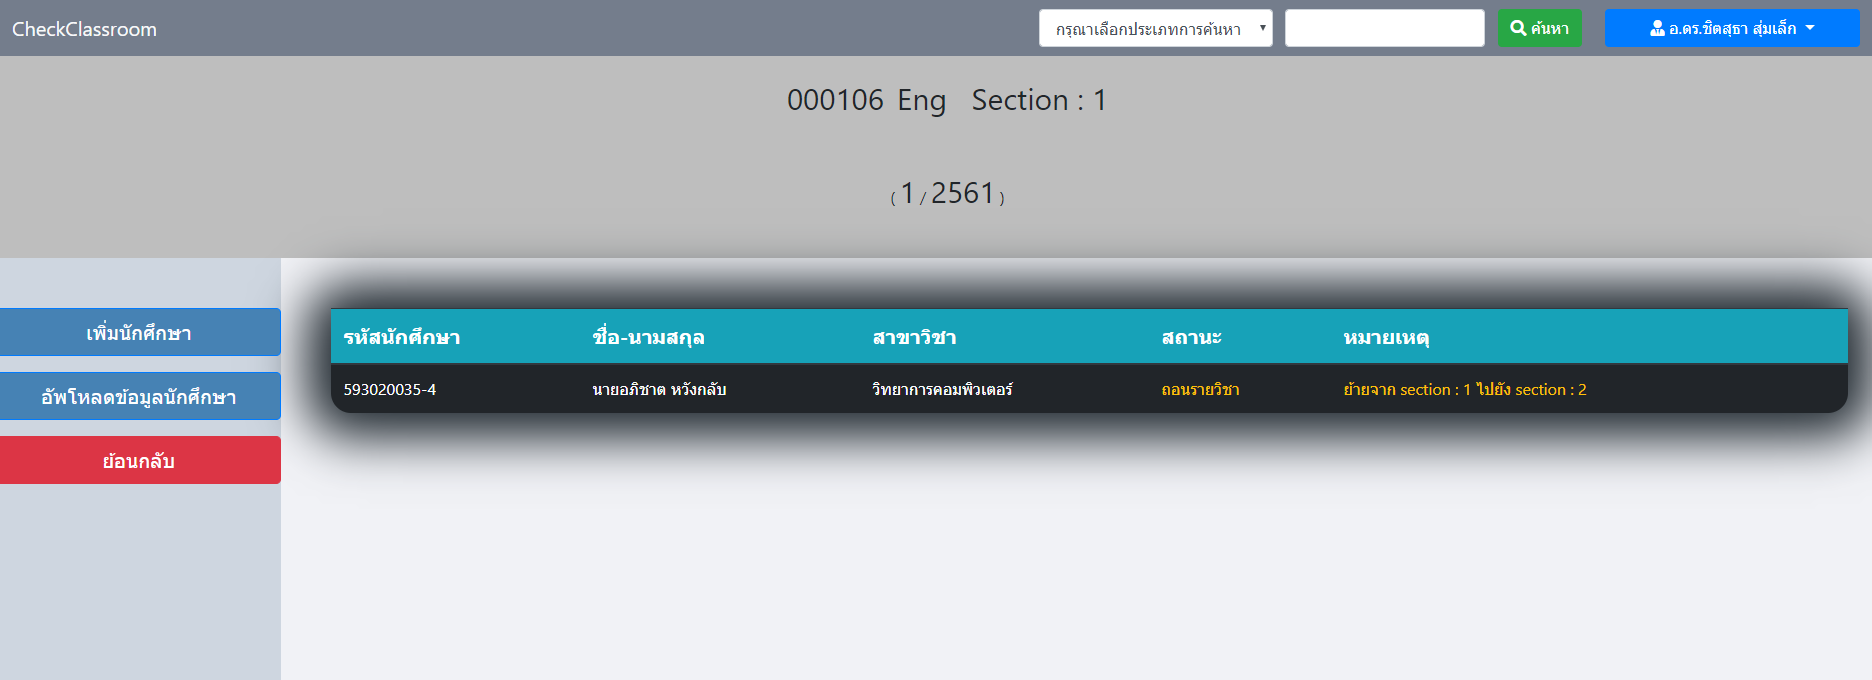 CheckClassroom
กรุณาเลือกประเภทการค้นหา
ค้นหา
อ.ดร.ชิตสุธา สุ่มเล็ก
000106 Eng Section : 1
( 1 / 2561 )
เพิ่มนักศึกษา
อัพโหลดข้อมูลนักศึกษา
ย้อนกลับ
รหัสนักศึกษา ชื่อ-นามสกุล สาขาวิชา สถานะ หมายเหตุ
593020035-4 นายอภิชาต หวังกลับ วิทยาการคอมพิวเตอร์ ถอนรายวิชา ย้ายจาก section : 1 ไปยัง section : 2